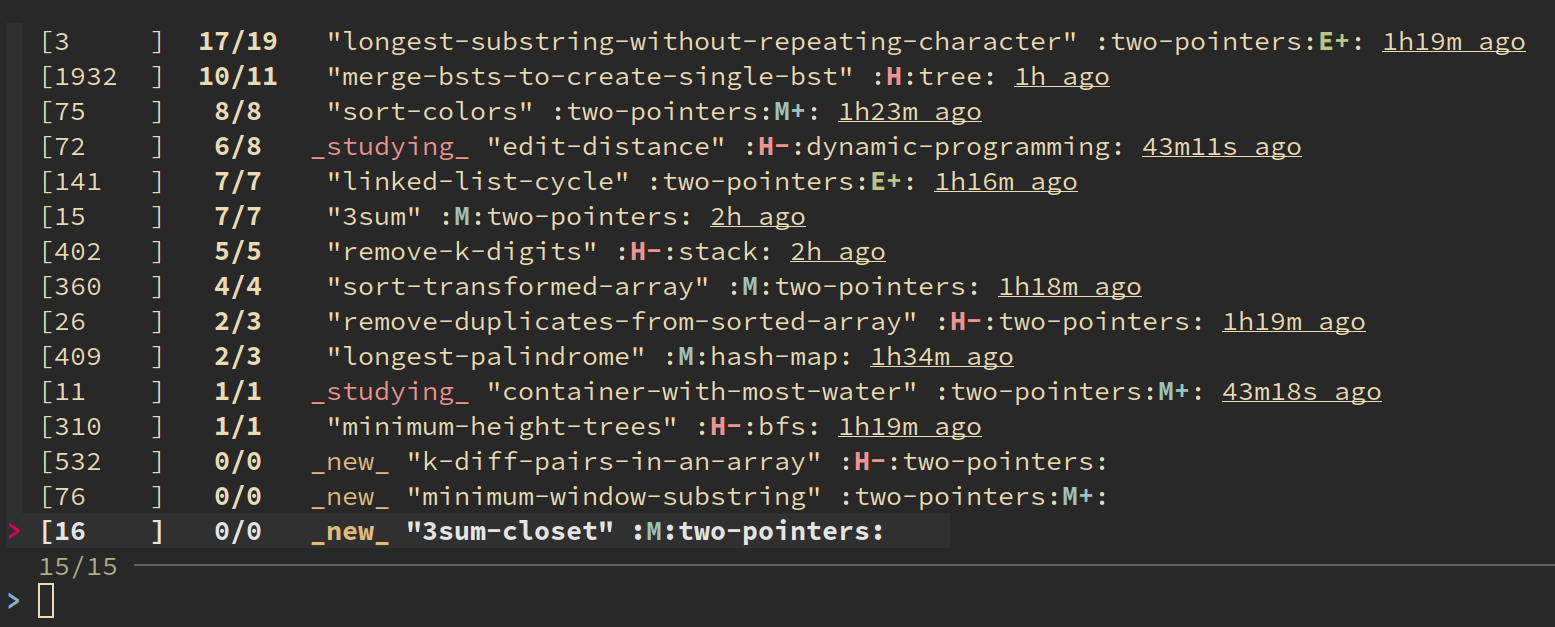 [3     ]  17/19   "longest-substring-without-repeating-character" :two-pointers:E+: 1h19m ago
[1932  ]  10/11   "merge-bsts-to-create-single-bst" :H:tree: 1h ago
[75    ]   8/8    "sort-colors" :two-pointers:M+: 1h23m ago
[72    ]   6/8   _studying_ "edit-distance" :H-:dynamic-programming: 43m11s ago
[141   ]   7/7    "linked-list-cycle" :two-pointers:E+: 1h16m ago
[15    ]   7/7    "3sum" :M:two-pointers: 2h ago
[402   ]   5/5    "remove-k-digits" :H-:stack: 2h ago
[360   ]   4/4    "sort-transformed-array" :M:two-pointers: 1h18m ago
[26    ]   2/3    "remove-duplicates-from-sorted-array" :H-:two-pointers: 1h19m ago
[409   ]   2/3    "longest-palindrome" :M:hash-map: 1h34m ago
[11    ]   1/1   _studying_ "container-with-most-water" :two-pointers:M+: 43m18s ago
[310   ]   1/1    "minimum-height-trees" :H-:bfs: 1h19m ago
[532   ]   0/0   _new_ "k-diff-pairs-in-an-array" :H-:two-pointers:
[76    ]   0/0   _new_ "minimum-window-substring" :two-pointers:M+:
> [16    ]   0/0   _new_ "3sum-closet" :M:two-pointers:
15/15
>